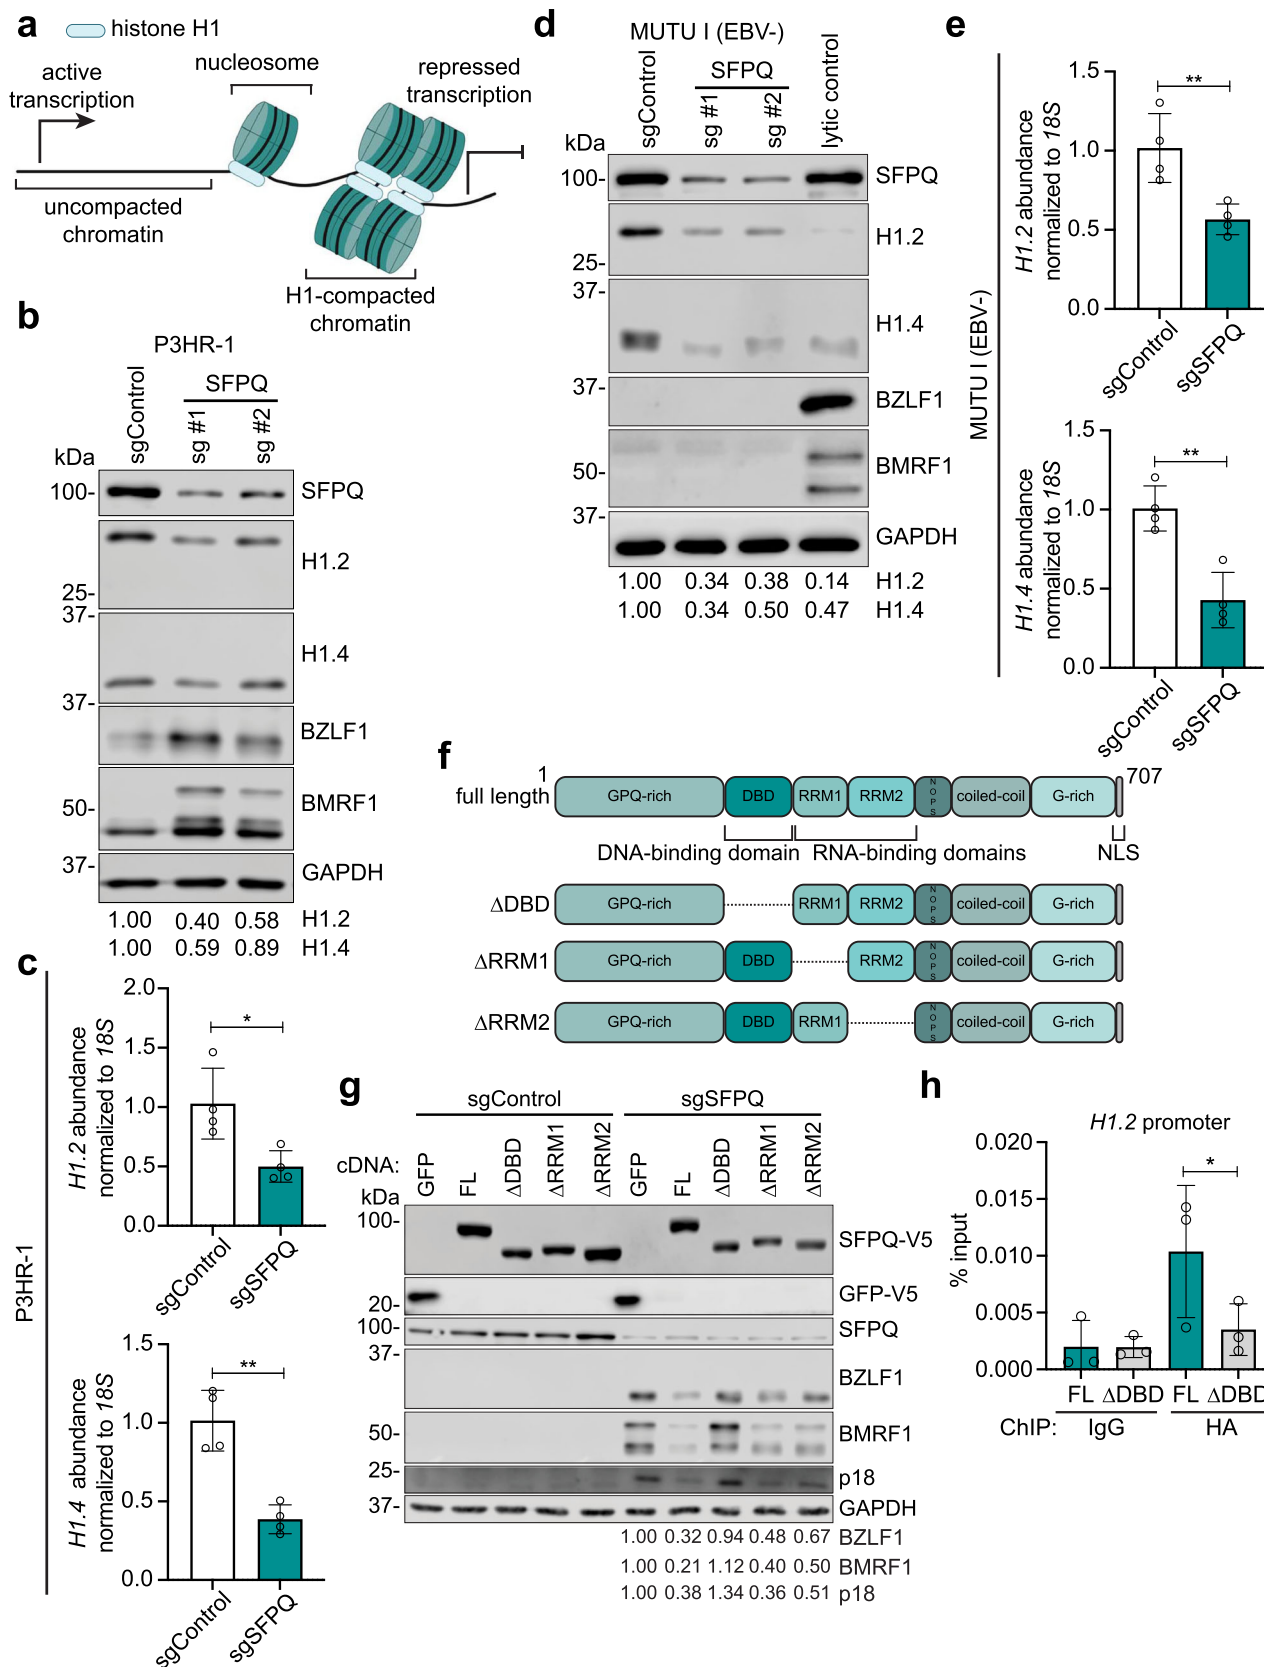 a
histone H1
active
transcription
nucleosome
repressed
transcription
uncompacted
chromatin
H1-compacted
chromatin
b
P3HR-1
SFPQ
sgControl
sg #1
sg #2
kDa
100-
SFPQ
H1.2
25-
37-
H1.4
37-
BZLF1
BMRF1
50-
37-
GAPDH
1.00 0.40 0.58 H1.2
1.00 0.59 0.89 H1.4
c
P3HR-1
H1.2 abundance
normalized to 18S
2.0
1.5
1.0
0.5
0.0
*
sgControl
sgSFPQ
H1.4 abundance
normalized to 18S
1.5
1.0
0.5
0.0
**
sgControl
sgSFPQ
d
MUTU I (EBV-)
SFPQ
sgControl
sg #1
sg #2
lytic control
kDa
100-
SFPQ
H1.2
25-
37-
H1.4
37-
BZLF1
BMRF1
50-
37-
GAPDH
1.00 0.34 0.38 0.14 H1.2
1.00 0.34 0.50 0.47 H1.4
e
MUTU I (EBV-)
H1.2 abundance
normalized to 18S
1.5
1.0
0.5
0.0
**
sgControl
sgSFPQ
H1.4 abundance
normalized to 18S
1.5
1.0
0.5
0.0
**
sgControl
sgSFPQ
f
1 707
full length GPQ-rich DBD RRM1 RRM2 NOPS coiled-coil G-rich
DNA-binding domain RNA-binding domains NLS
ΔDBD GPQ-rich RRM1 RRM2 NOPS coiled-coil G-rich
ΔRRM1 GPQ-rich DBD RRM2 NOPS coiled-coil G-rich
ΔRRM2 GPQ-rich DBD RRM1 NOPS coiled-coil G-rich
g
sgControl sgSFPQ
cDNA: GFP FL ΔDBD ΔRRM1 ΔRRM2 GFP FL ΔDBD ΔRRM1 ΔRRM2
kDa
100-
SFPQ-V5
GFP-V5
20-
100-
SFPQ
37-
BZLF1
50-
BMRF1
25-
p18
37-
GAPDH
1.00 0.32 0.94 0.48 0.67 BZLF1
1.00 0.21 1.12 0.40 0.50 BMRF1
1.00 0.38 1.34 0.36 0.51 p18
h
H1.2 promoter
% input
0.020
0.015
0.010
0.005
0.000
*
FL ΔDBD FL ΔDBD
ChIP: IgG HA